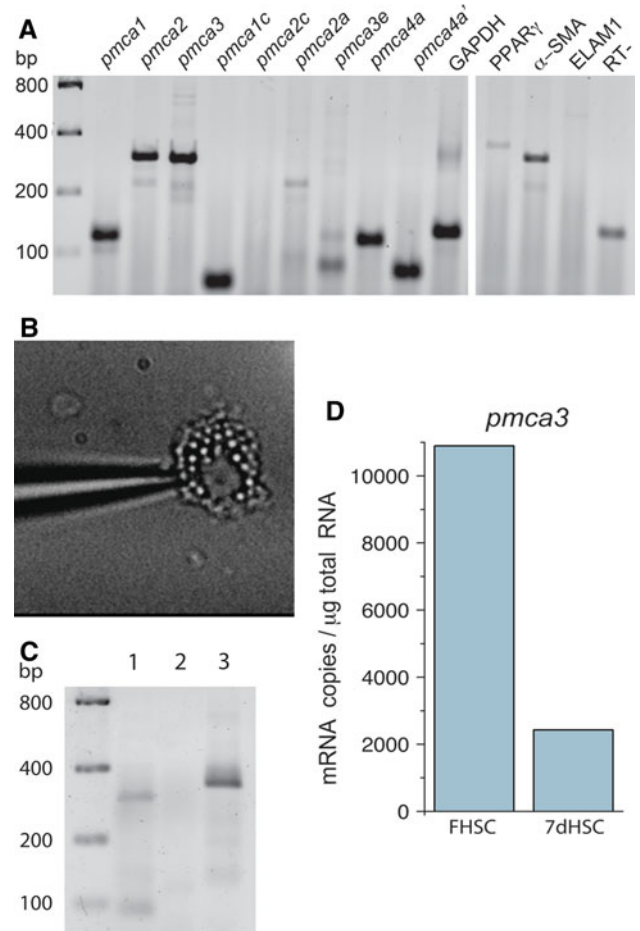 A
bp
pmca1
pmca2
pmca3
pmca1c
pmca2c
pmca2a
pmca3e
pmca4a
pmca4a'
GAPDH
PPARγ
α-SMA
ELAM1
RT-
800
400
200
100
B
C
bp
1 2 3
800
400
200
100
D
pmca3
mRNA copies / µg total RNA
10000
8000
6000
4000
2000
0
FHSC 7dHSC